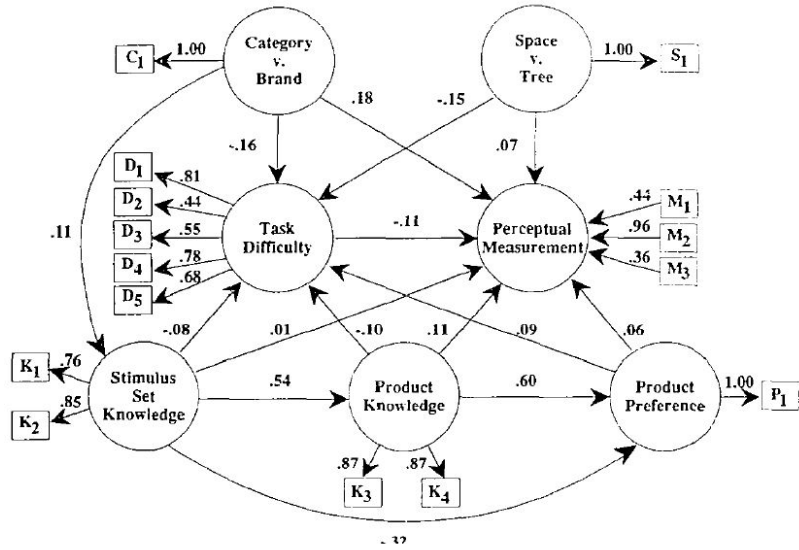 C1
1.00
Category
v.
Brand
Space
v.
Tree
1.00
S1
.18
-.15
-.16
.07
D1
.81
D2
.44
D3
.55
D4
.78
D5
.68
Task
Difficulty
-.11
Perceptual
Measurement
.44
M1
.96
M2
.36
M3
.11
-.08
.01
-.10
.11
.09
.06
K1
.76
K2
.85
Stimulus
Set
Knowledge
.54
Product
Knowledge
.60
Product
Preference
1.00
P1
.87
K3
.87
K4
-.32